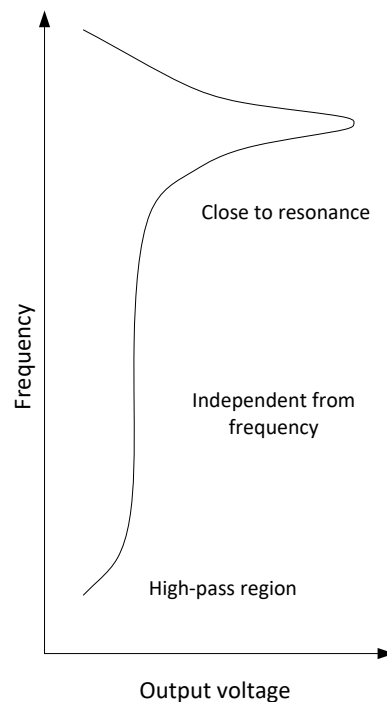 Close to resonance
Frequency
Independent from
frequency
High-pass region
Output voltage